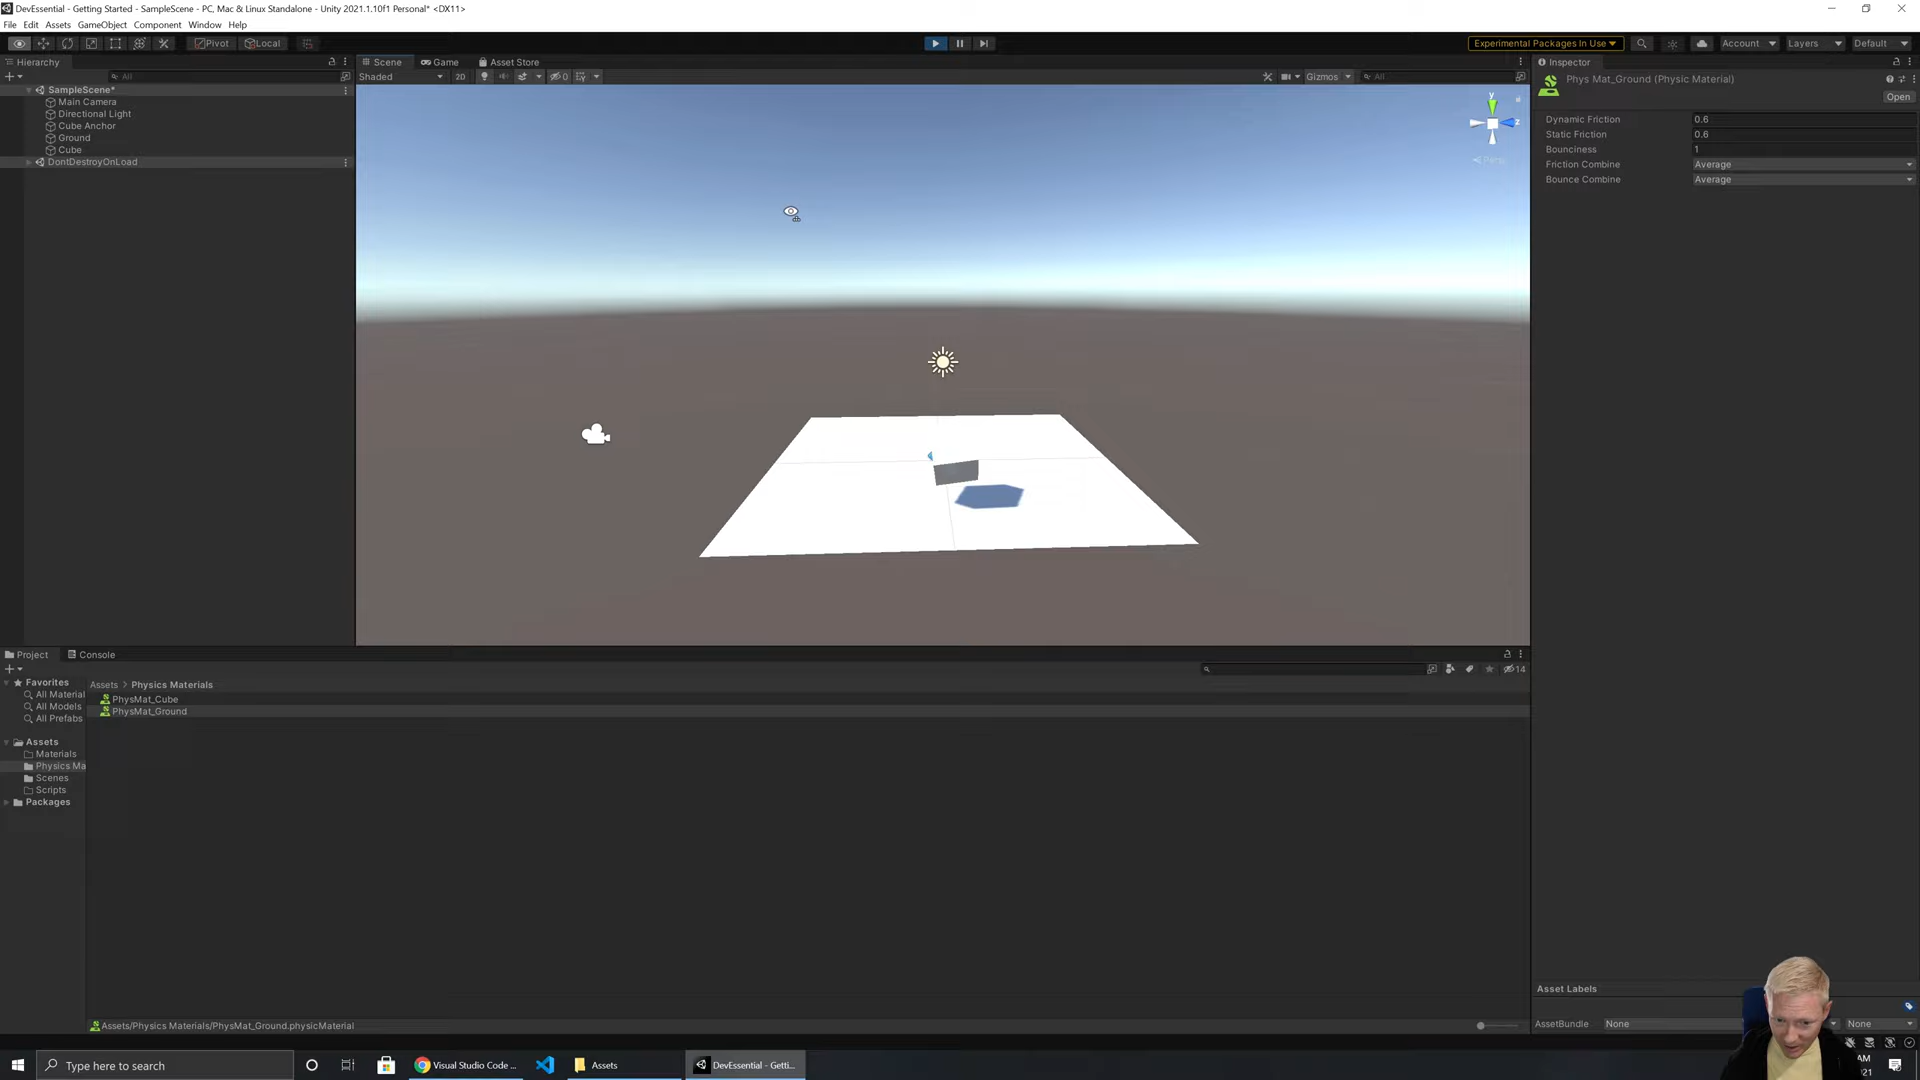 DevEssential - Getting Started - SampleScene - PC, Mac & Linux Standalone - Unity 2021.1.10f1 Personal* <DX11>
File Edit Assets GameObject Component Window Help
Pivot Local Experimental Packages In Use Account Layers Default
Hierarchy
All
SampleScene*
Main Camera
Directional Light
Cube Anchor
Ground
Cube
DontDestroyOnLoad
Scene Game Asset Store
Shaded 2D 0 Gizmos All
y
z
Persp
Inspector
Phys Mat_Ground (Physic Material)
Open
Dynamic Friction 0.6
Static Friction 0.6
Bounciness 1
Friction Combine Average
Bounce Combine Average
Project Console
14
Favorites
All Material
All Models
All Prefabs
Assets
Materials
Physics Ma
Scenes
Scripts
Packages
Assets > Physics Materials
PhysMat_Cube
PhysMat_Ground
Assets/Physics Materials/PhysMat_Ground.physicMaterial
Asset Labels
AssetBundle None None
Type here to search
Visual Studio Code ...
Assets
DevEssential - Getti...
AM
021